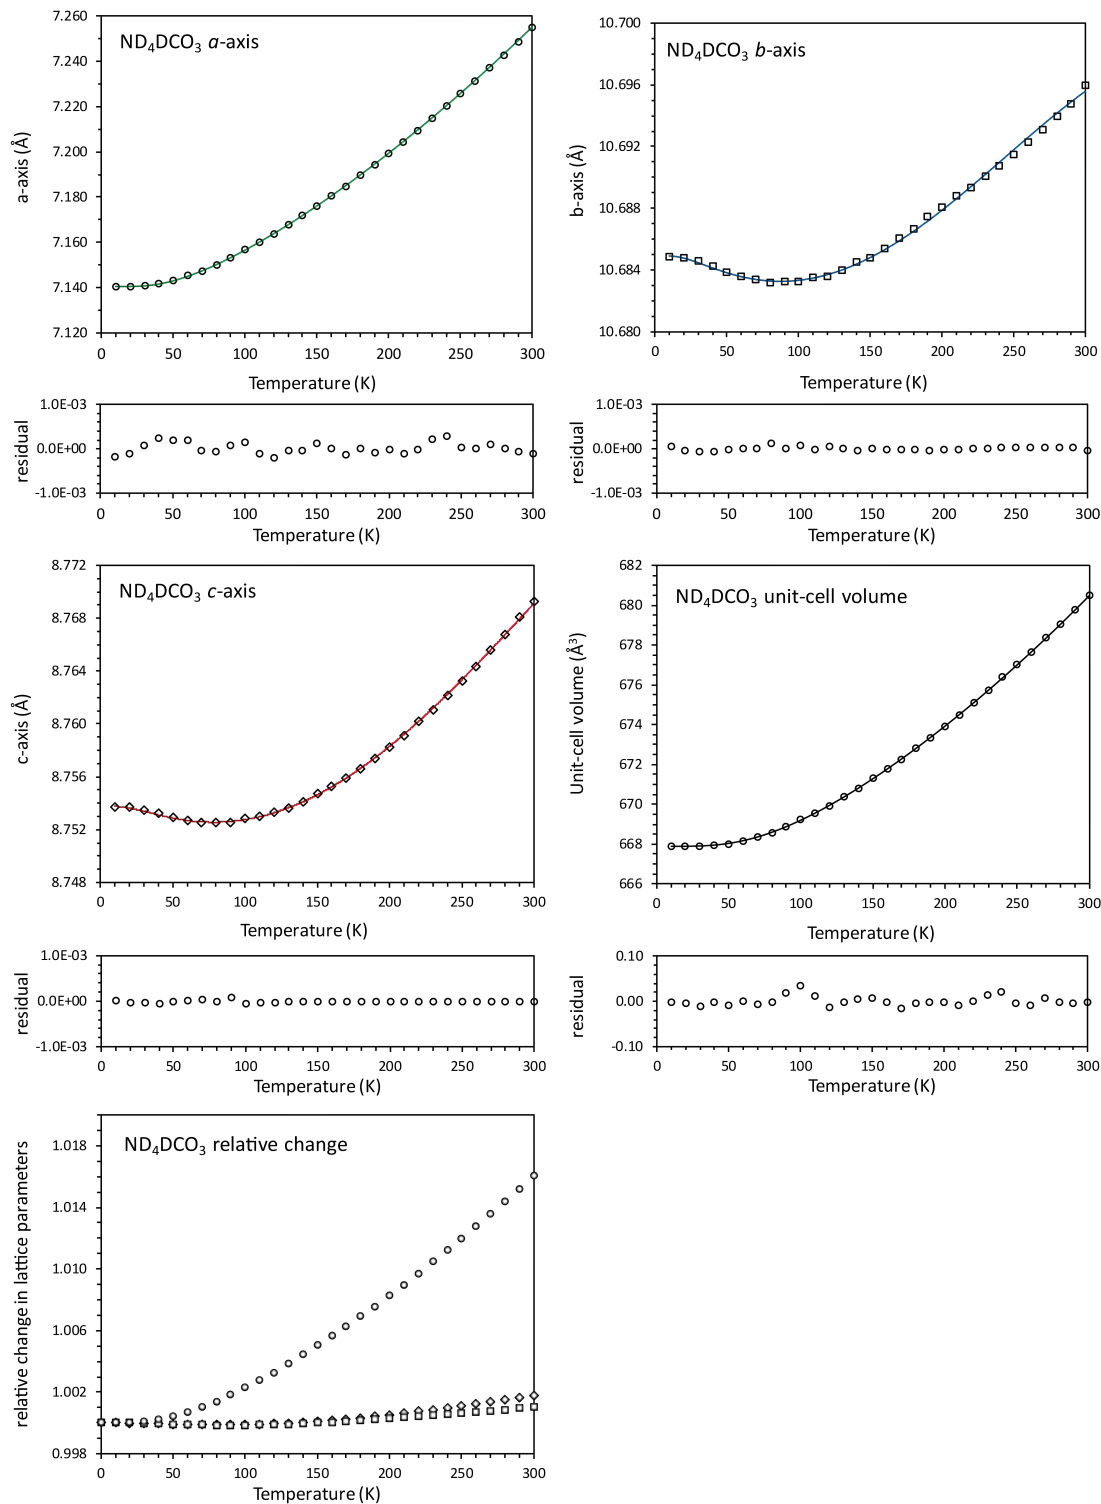 ND₄DCO₃ a-axis
a-axis (Å)
7.260
7.240
7.220
7.200
7.180
7.160
7.140
7.120
0 50 100 150 200 250 300
Temperature (K)
residual
1.0E-03
0.0E+00
-1.0E-03
0 50 100 150 200 250 300
Temperature (K)
ND₄DCO₃ b-axis
b-axis (Å)
10.700
10.696
10.692
10.688
10.684
10.680
0 50 100 150 200 250 300
Temperature (K)
residual
1.0E-03
0.0E+00
-1.0E-03
0 50 100 150 200 250 300
Temperature (K)
ND₄DCO₃ c-axis
c-axis (Å)
8.772
8.768
8.764
8.760
8.756
8.752
8.748
0 50 100 150 200 250 300
Temperature (K)
residual
1.0E-03
0.0E+00
-1.0E-03
0 50 100 150 200 250 300
Temperature (K)
ND₄DCO₃ unit-cell volume
Unit-cell volume (Å³)
682
680
678
676
674
672
670
668
666
0 50 100 150 200 250 300
Temperature (K)
residual
0.10
0.00
-0.10
0 50 100 150 200 250 300
Temperature (K)
ND₄DCO₃ relative change
relative change in lattice parameters
1.018
1.014
1.010
1.006
1.002
0.998
0 50 100 150 200 250 300
Temperature (K)